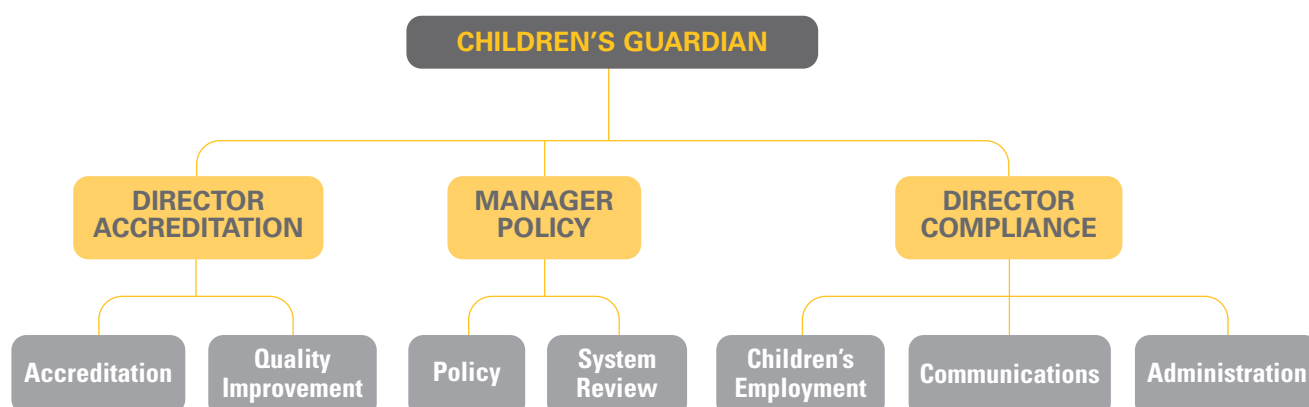 CHILDREN'S GUARDIAN
DIRECTOR
ACCREDITATION
MANAGER
POLICY
DIRECTOR
COMPLIANCE
Accreditation
Quality
Improvement
Policy
System
Review
Children's
Employment
Communications
Administration